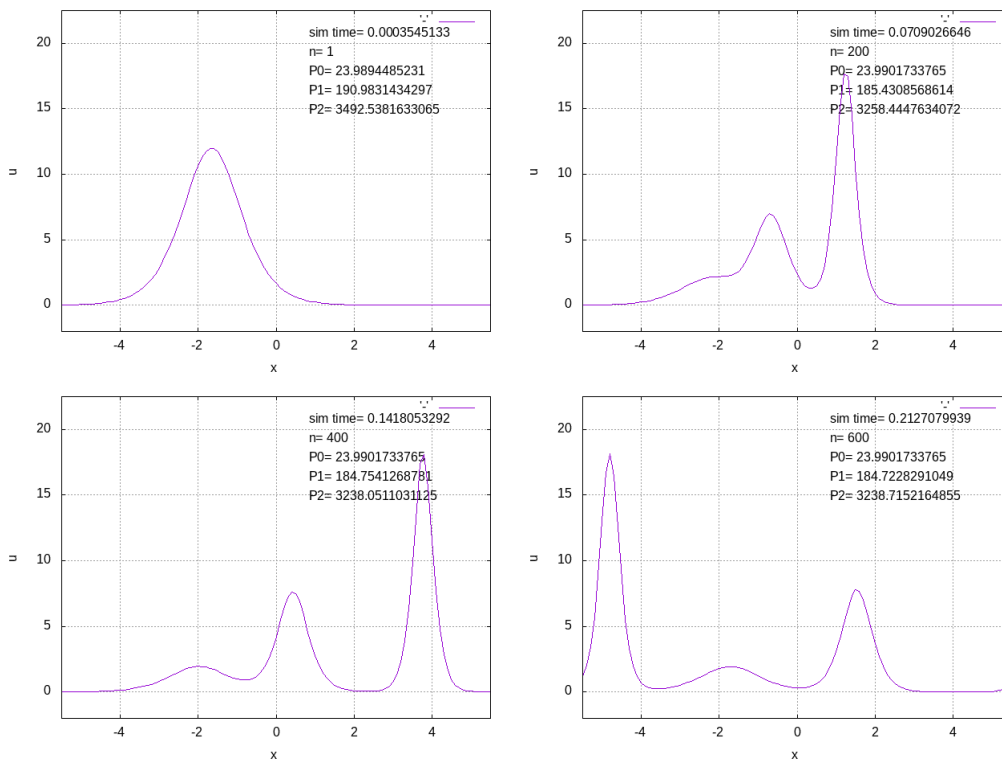 '-'
sim time= 0.0003545133
n= 1
P0= 23.9894485231
P1= 190.9831434297
P2= 3492.5381633065
20
15
10
5
0
u
-4 -2 0 2 4
x
'-'
sim time= 0.0709026646
n= 200
P0= 23.9901733765
P1= 185.4308568614
P2= 3258.4447634072
20
15
10
5
0
u
-4 -2 0 2 4
x
'-'
sim time= 0.1418053292
n= 400
P0= 23.9901733765
P1= 184.7541268781
P2= 3238.0511031125
20
15
10
5
0
u
-4 -2 0 2 4
x
'-'
sim time= 0.2127079939
n= 600
P0= 23.9901733765
P1= 184.7228291049
P2= 3238.7152164855
20
15
10
5
0
u
-4 -2 0 2 4
x